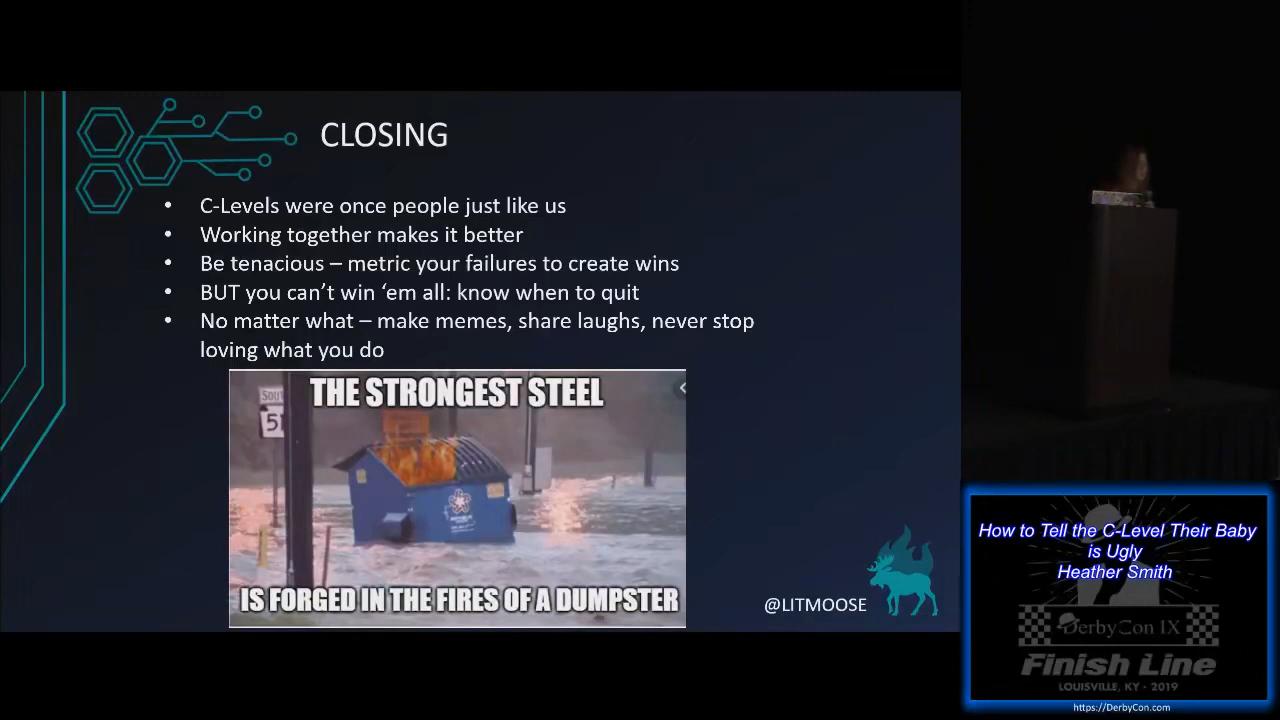 CLOSING
• C-Levels were once people just like us
• Working together makes it better
• Be tenacious – metric your failures to create wins
• BUT you can’t win ‘em all: know when to quit
• No matter what – make memes, share laughs, never stop
loving what you do
THE STRONGEST STEEL
SOUT
51
IS FORGED IN THE FIRES OF A DUMPSTER
@LITMOOSE
How to Tell the C-Level Their Baby
is Ugly
Heather Smith
DerbyCon IX
Finish Line
LOUISVILLE, KY - 2019
https://DerbyCon.com